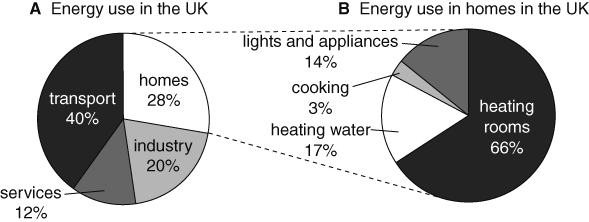 A Energy use in the UK
homes
28%
transport
40%
industry
20%
services
12%
B Energy use in homes in the UK
lights and appliances
14%
cooking
3%
heating water
17%
heating
rooms
66%